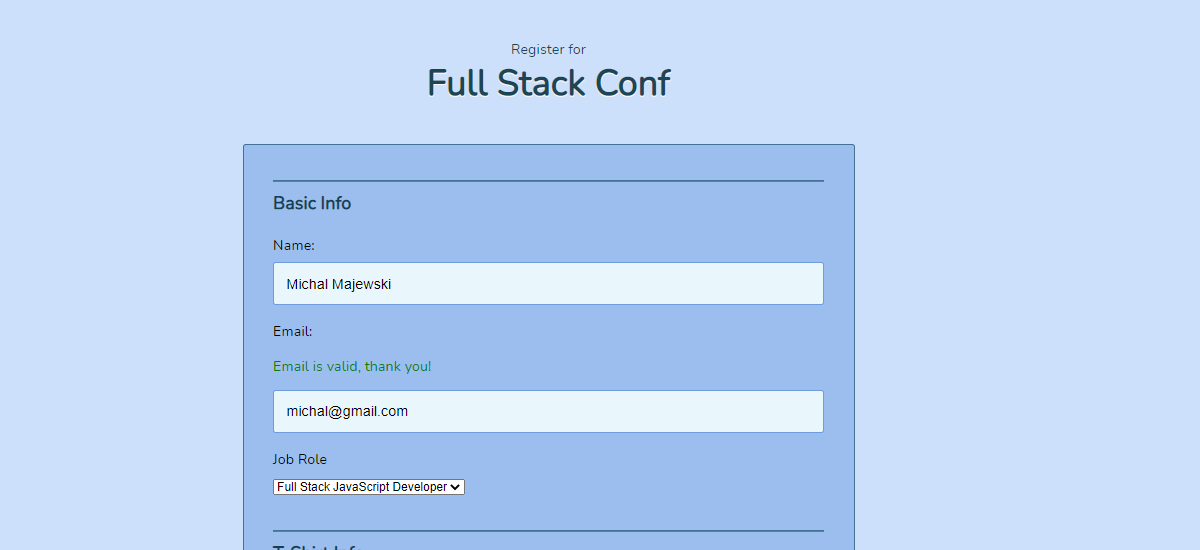 Register for
Full Stack Conf
Basic Info
Name:
Michal Majewski
Email:
Email is valid, thank you!
michal@gmail.com
Job Role
Full Stack JavaScript Developer